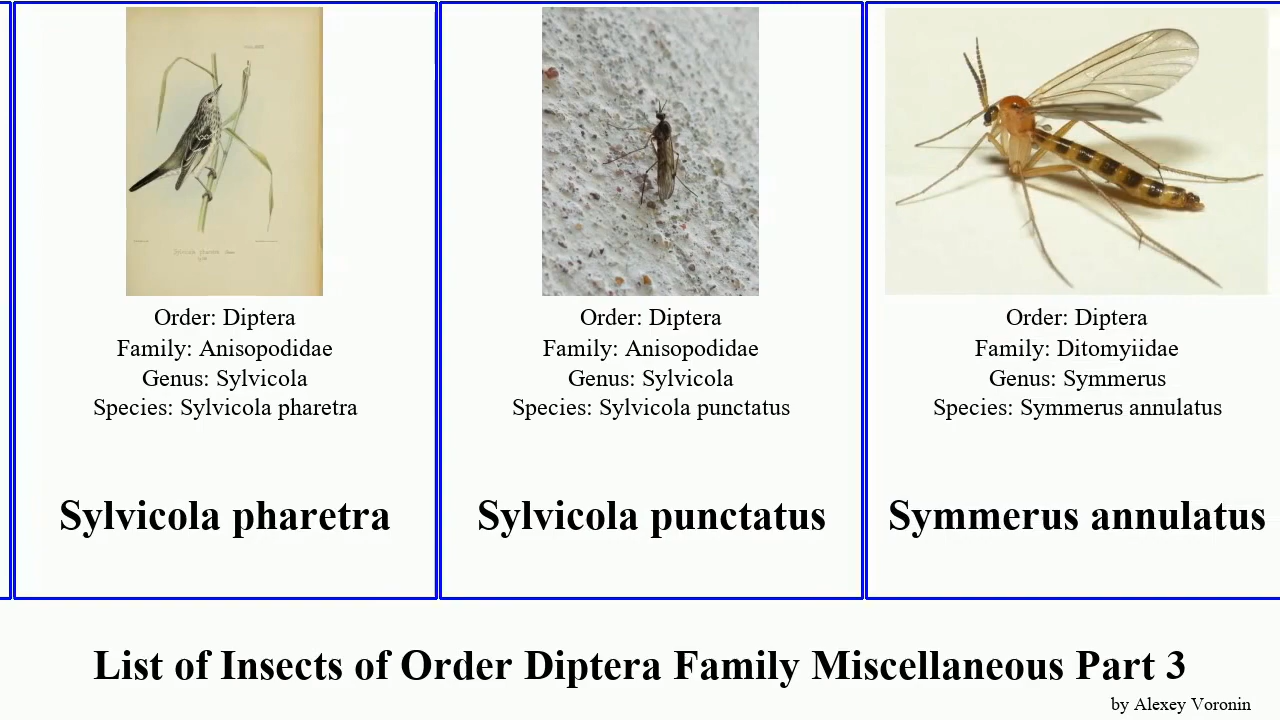 Order: Diptera
Family: Anisopodidae
Genus: Sylvicola
Species: Sylvicola pharetra
Sylvicola pharetra
Order: Diptera
Family: Anisopodidae
Genus: Sylvicola
Species: Sylvicola punctatus
Sylvicola punctatus
Order: Diptera
Family: Ditomyiidae
Genus: Symmerus
Species: Symmerus annulatus
Symmerus annulatus
List of Insects of Order Diptera Family Miscellaneous Part 3
by Alexey Voronin